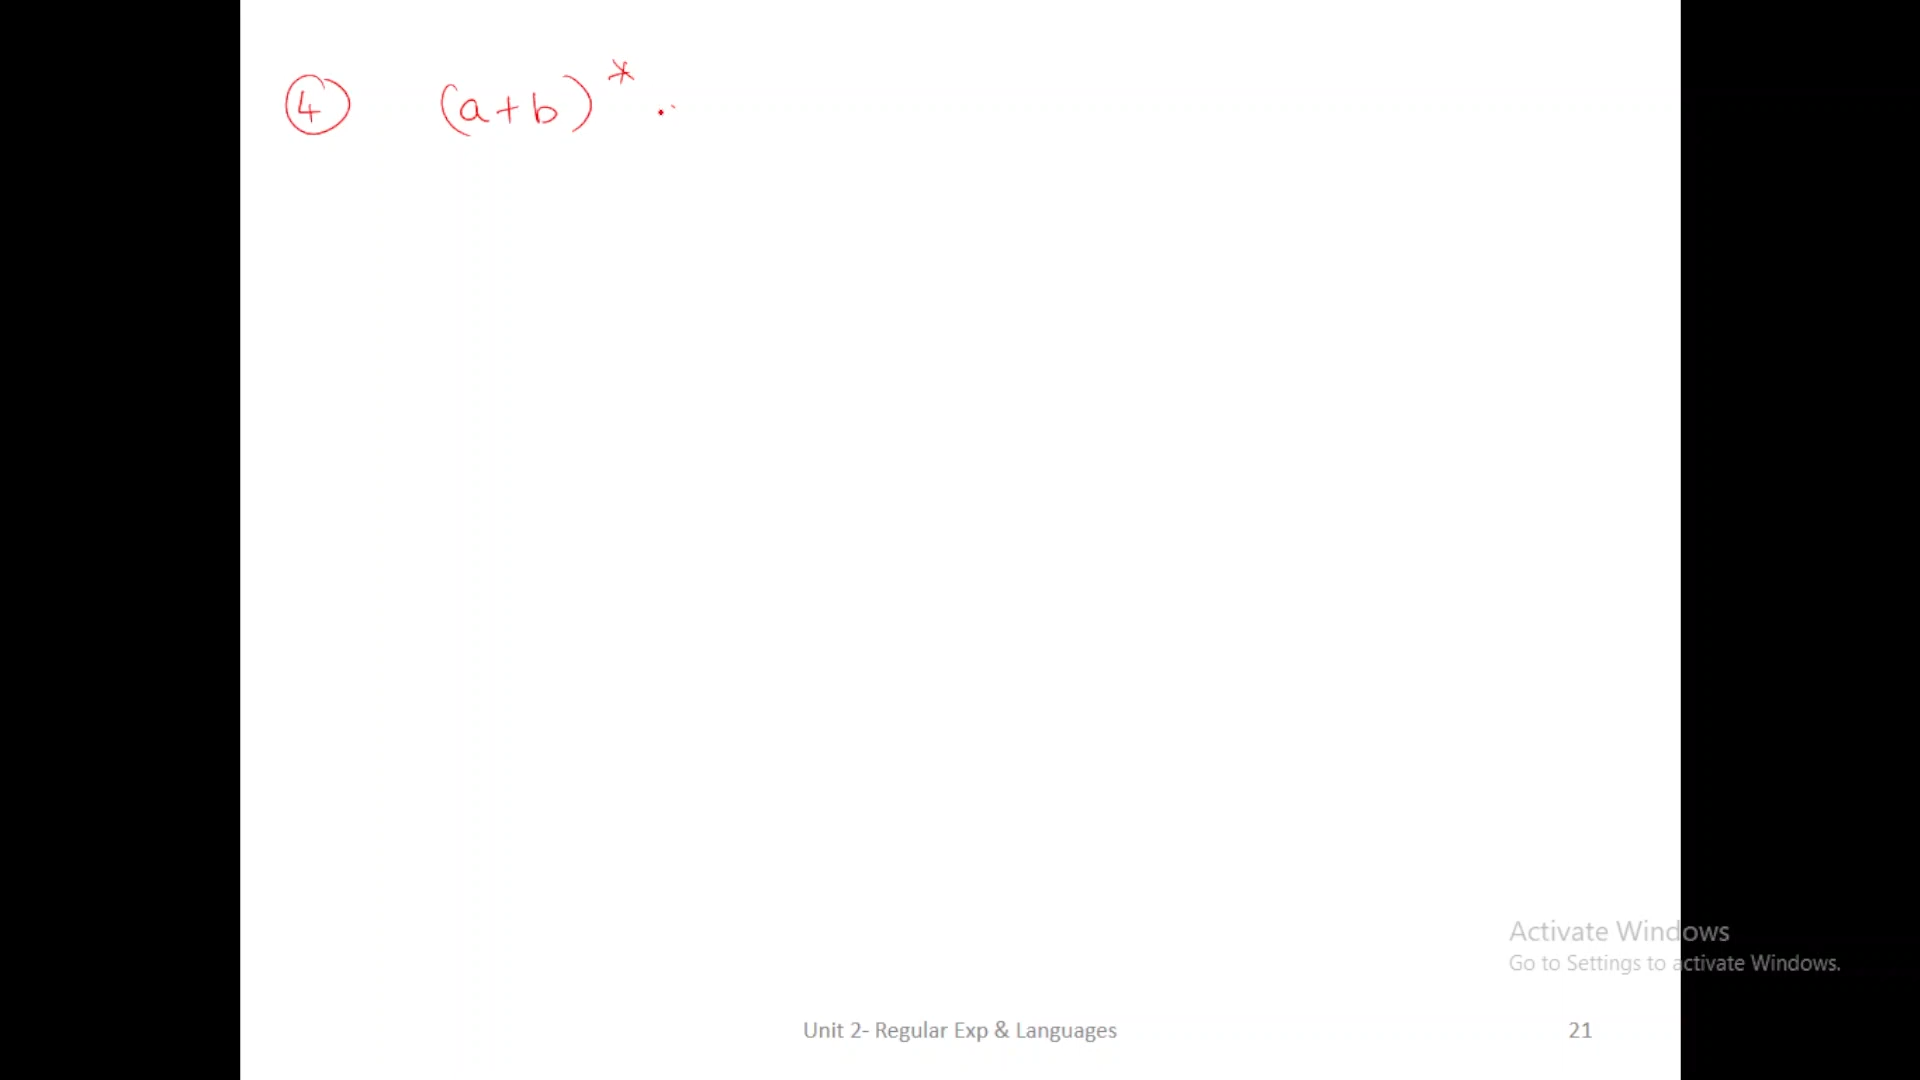 ④ (a+b)* .
Activate Windows
Go to Settings to activate Windows.
Unit 2- Regular Exp & Languages 21